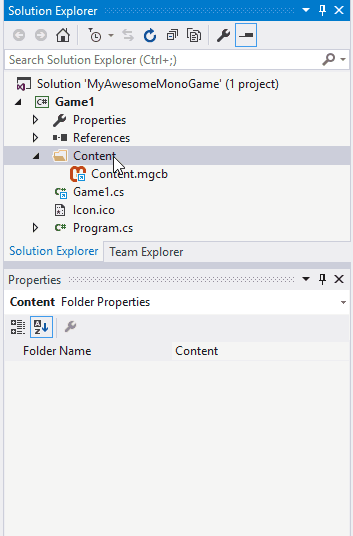 Solution Explorer
Search Solution Explorer (Ctrl+;)
Solution 'MyAwesomeMonoGame' (1 project)
C# Game1
Properties
References
Content
Content.mgcb
C# Game1.cs
Icon.ico
C# Program.cs
Solution Explorer Team Explorer
Properties
Content Folder Properties
A Z
Folder Name Content